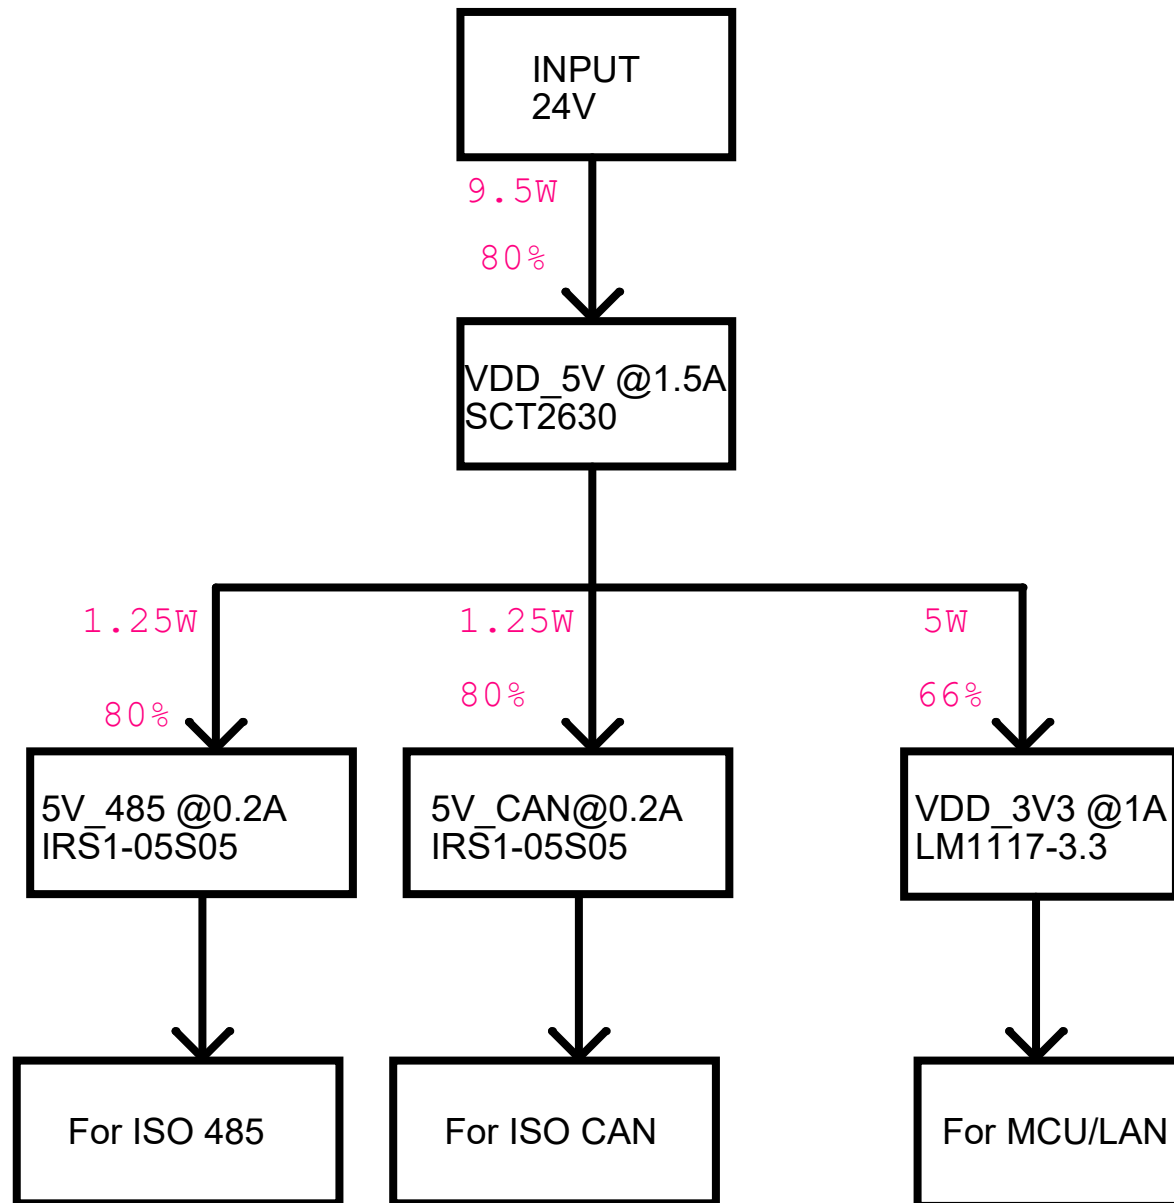 INPUT
24V
9.5W
80%
VDD_5V @1.5A
SCT2630
1.25W
1.25W
5W
80%
80%
66%
5V_485 @0.2A
IRS1-05S05
5V_CAN@0.2A
IRS1-05S05
VDD_3V3 @1A
LM1117-3.3
For ISO 485
For ISO CAN
For MCU/LAN